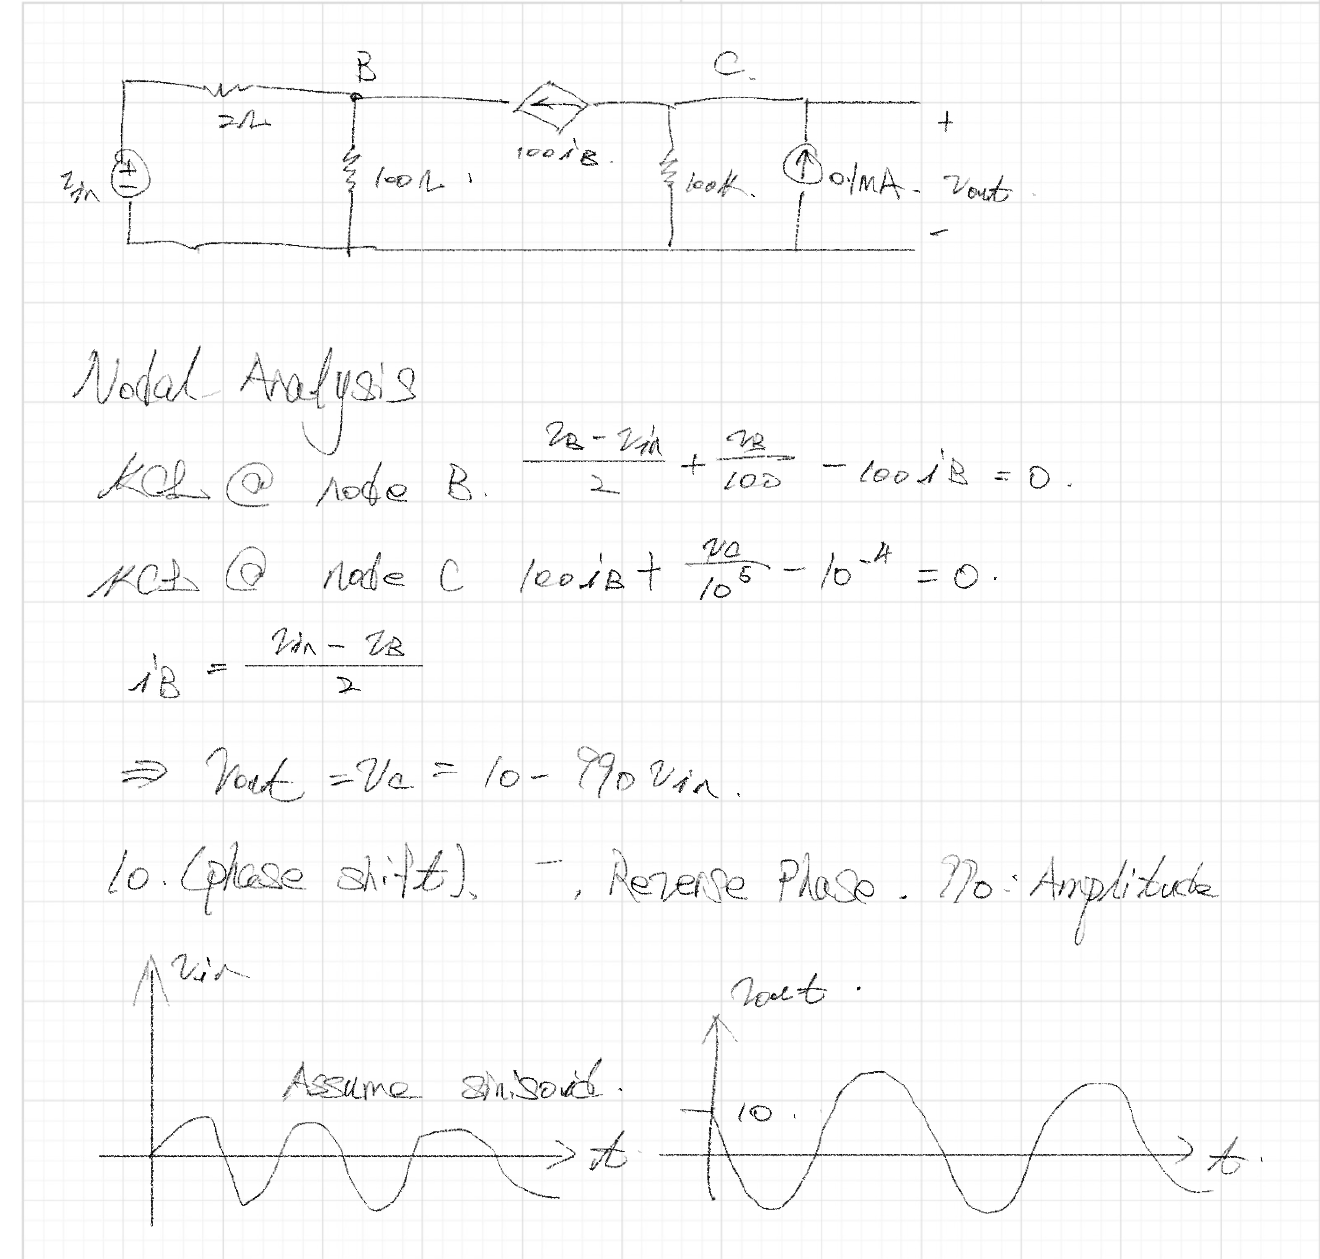 B
C.
2Ω
100iB.
+
+
-
vin
100Ω
100K.
0.1MA.
vout
-
Nodal Analysis
KCL @ node B. (vB - vin)/2 + vB/100 - 100iB = 0.
KCL @ node C 100iB + vC/10^5 - 10^-4 = 0.
iB = (vin - vB)/2
⇒ Vout = Vc = 10 - 990 vin.
10. (phase shift). -, Reverse Phase. 990: Amplitude
vin
vout.
Assume sinisoid.
10.
t
t.